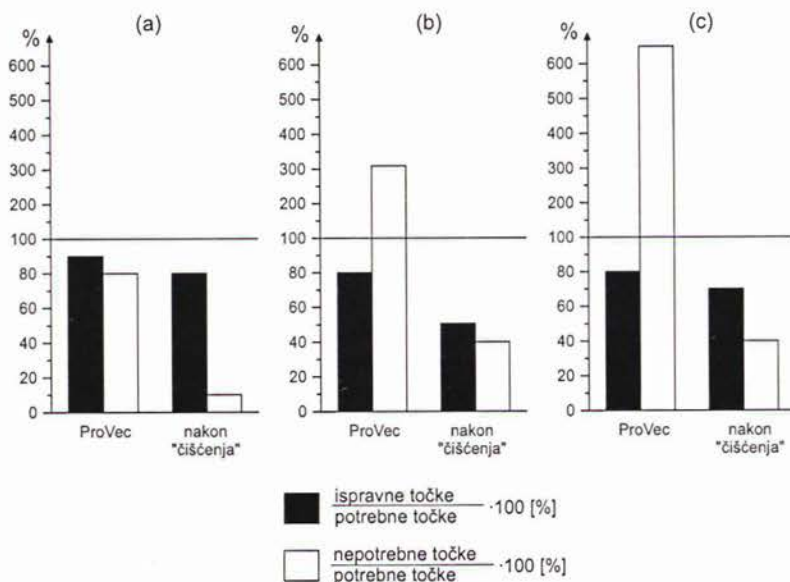 (a)
%
600
500
400
300
200
100
80
60
40
20
0
ProVec
nakon
"čišćenja"
(b)
%
600
500
400
300
200
100
80
60
40
20
0
ProVec
nakon
"čišćenja"
(c)
%
600
500
400
300
200
100
80
60
40
20
0
ProVec
nakon
"čišćenja"
ispravne točke
potrebne točke
·100 [%]
nepotrebne točke
potrebne točke
·100 [%]